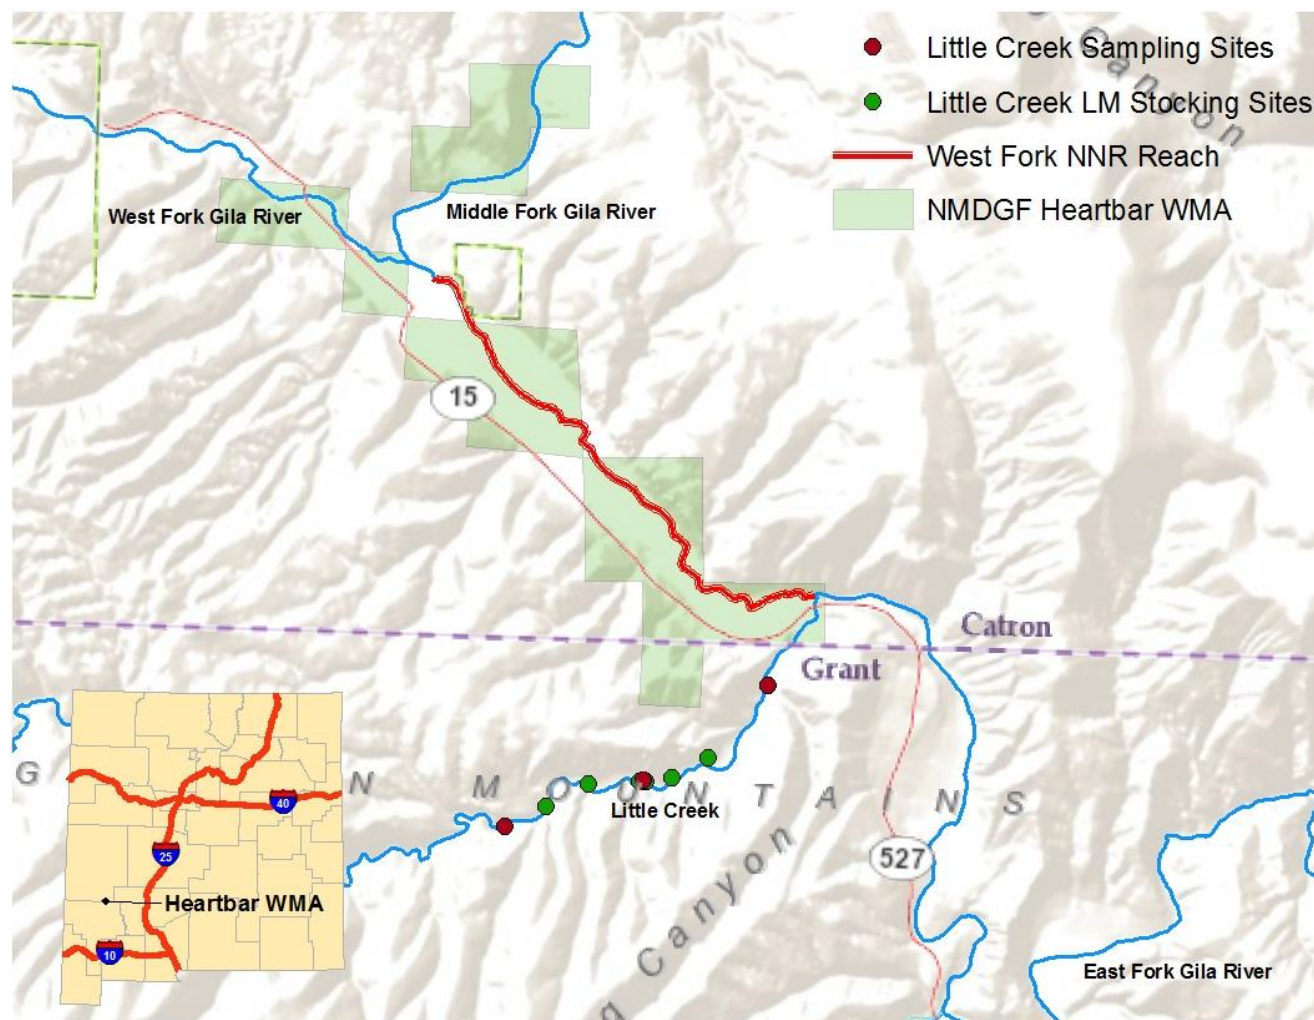 Little Creek Sampling Sites
Canyon
Little Creek LM Stocking Sites
West Fork NNR Reach
NMDGF Heartbar WMA
West Fork Gila River
Middle Fork Gila River
15
Catron
Grant
G N MOUNTAINS
Little Creek
40
25
527
Heartbar WMA
Canyon
10
East Fork Gila River